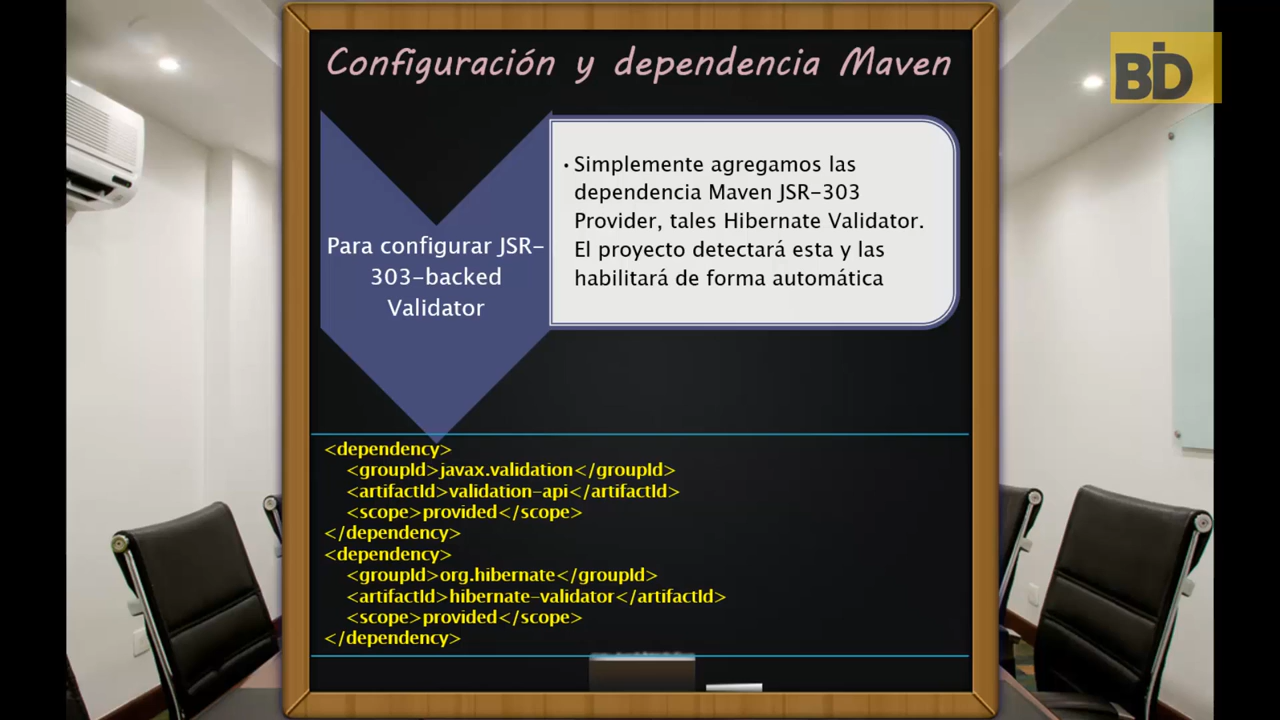 Configuración y dependencia Maven
BID
Para configurar JSR-
303-backed
Validator
• Simplemente agregamos las
dependencia Maven JSR-303
Provider, tales Hibernate Validator.
El proyecto detectará esta y las
habilitará de forma automática
<dependency>
<groupId>javax.validation</groupId>
<artifactId>validation-api</artifactId>
<scope>provided</scope>
</dependency>
<dependency>
<groupId>org.hibernate</groupId>
<artifactId>hibernate-validator</artifactId>
<scope>provided</scope>
</dependency>